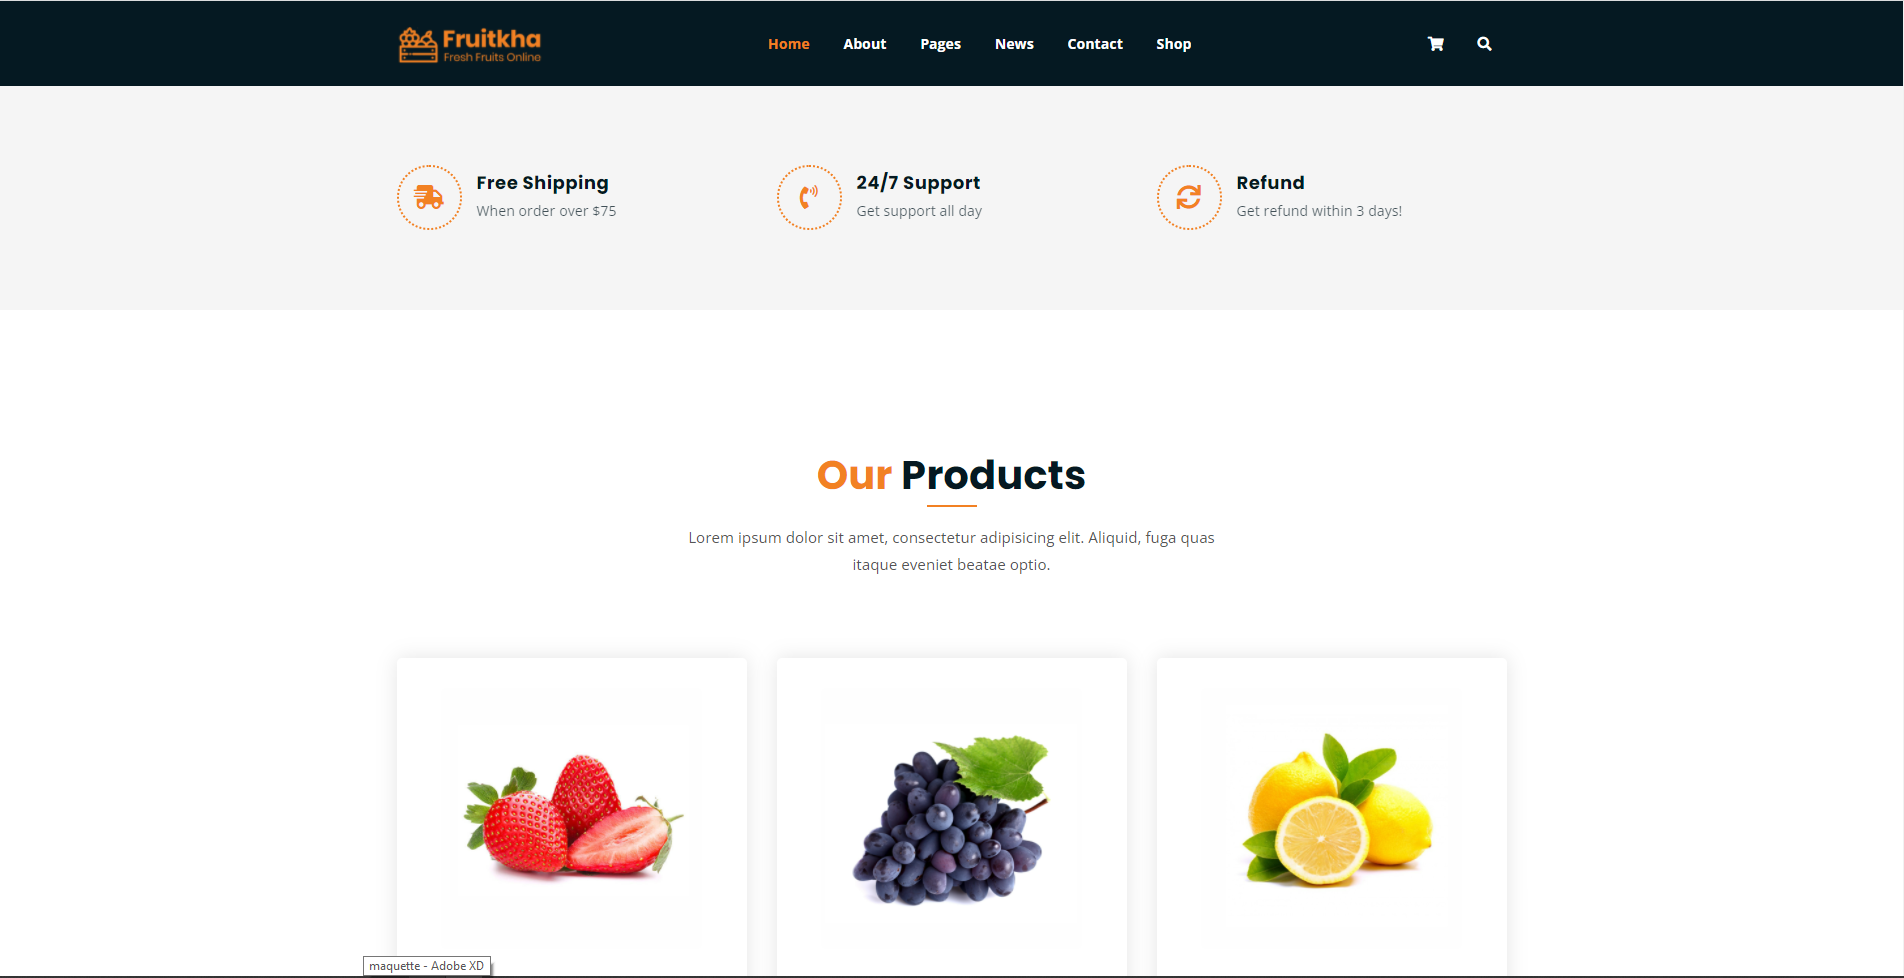 Fruitkha
Fresh Fruits Online
Home About Pages News Contact Shop
Free Shipping
When order over $75
24/7 Support
Get support all day
Refund
Get refund within 3 days!
Our Products
Lorem ipsum dolor sit amet, consectetur adipisicing elit. Aliquid, fuga quas
itaque eveniet beatae optio.
maquette - Adobe XD